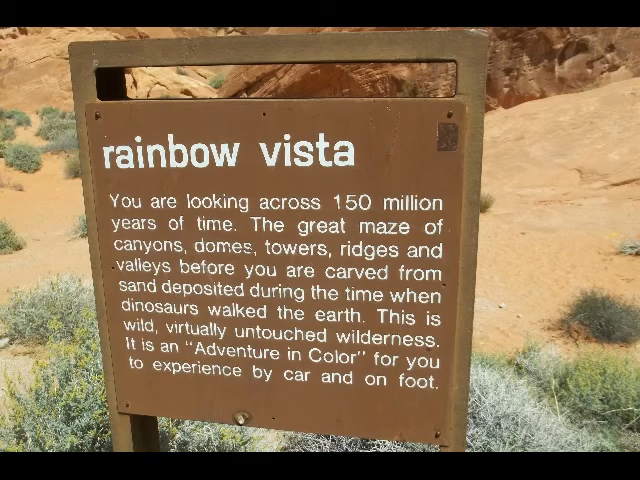 rainbow vista
You are looking across 150 million
years of time. The great maze of
canyons, domes, towers, ridges and
valleys before you are carved from
sand deposited during the time when
dinosaurs walked the earth. This is
wild, virtually untouched wilderness.
It is an "Adventure in Color" for you
to experience by car and on foot.